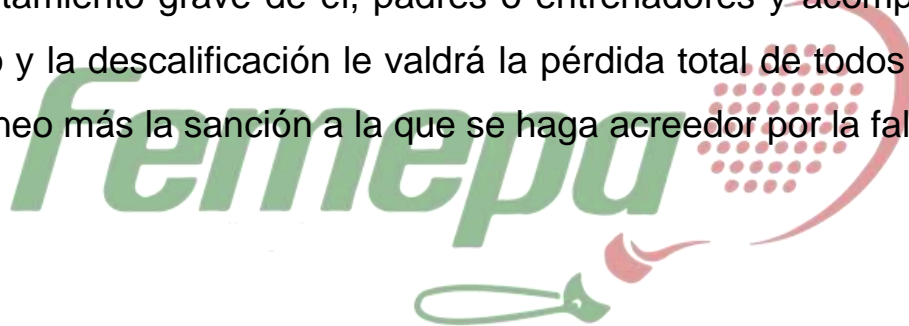 tamiento grave de él, padres o entrenadores y acomp
y la descalificación le valdrá la pérdida total de todos
neo más la sanción a la que se haga acreedor por la fal
femepa